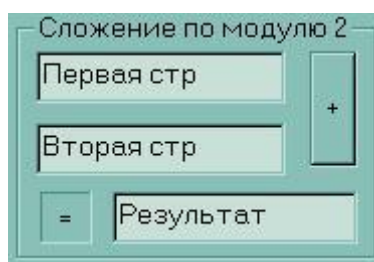 Сложение по модулю 2
Первая стр
+
Вторая стр
=
Результат